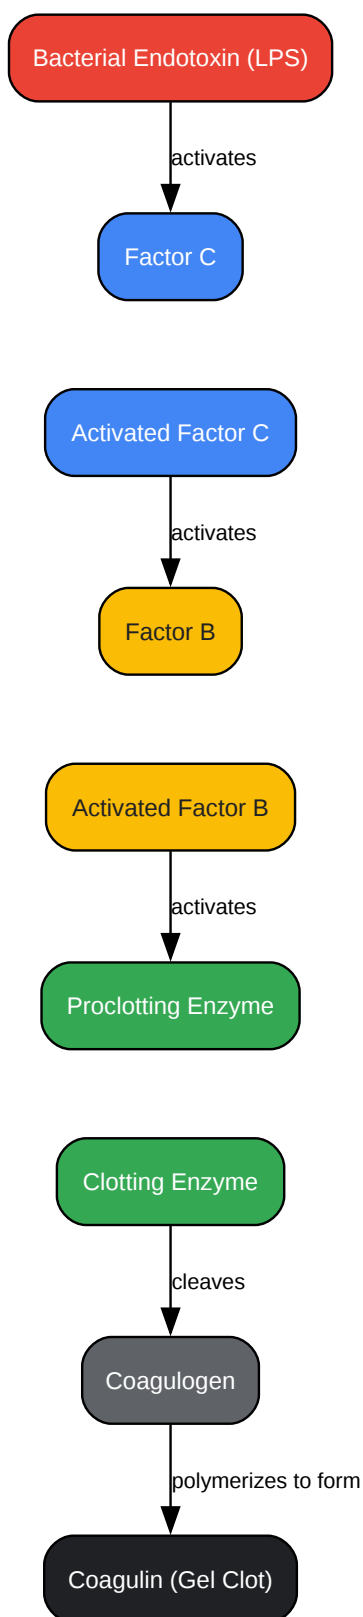 Bacterial Endotoxin (LPS)
activates
Factor C
Activated Factor C
activates
Factor B
Activated Factor B
activates
Proclotting Enzyme
Clotting Enzyme
cleaves
Coagulogen
polymerizes to form
Coagulin (Gel Clot)